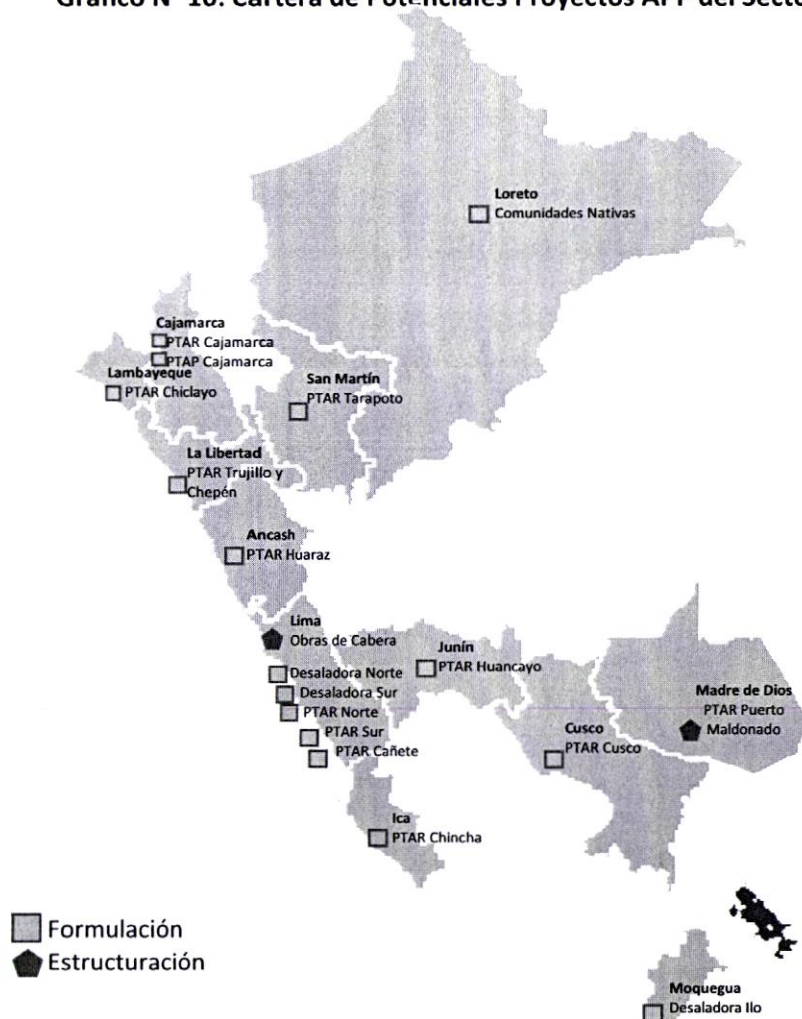 Gráfico N° 10: Cartera de Potenciales Proyectos APP del Secto
Loreto
Comunidades Nativas
Cajamarca
PTAR Cajamarca
PTAP Cajamarca
Lambayeque
PTAR Chiclayo
San Martín
PTAR Tarapoto
La Libertad
PTAR Trujillo y
Chepén
Ancash
PTAR Huaraz
Lima
Obras de Cabera
Desaladora Norte
Desaladora Sur
PTAR Norte
PTAR Sur
PTAR Cañete
Junín
PTAR Huancayo
Madre de Dios
PTAR Puerto
Maldonado
Cusco
PTAR Cusco
Ica
PTAR Chincha
Formulación
Estructuración
Moquegua
Desaladora Ilo